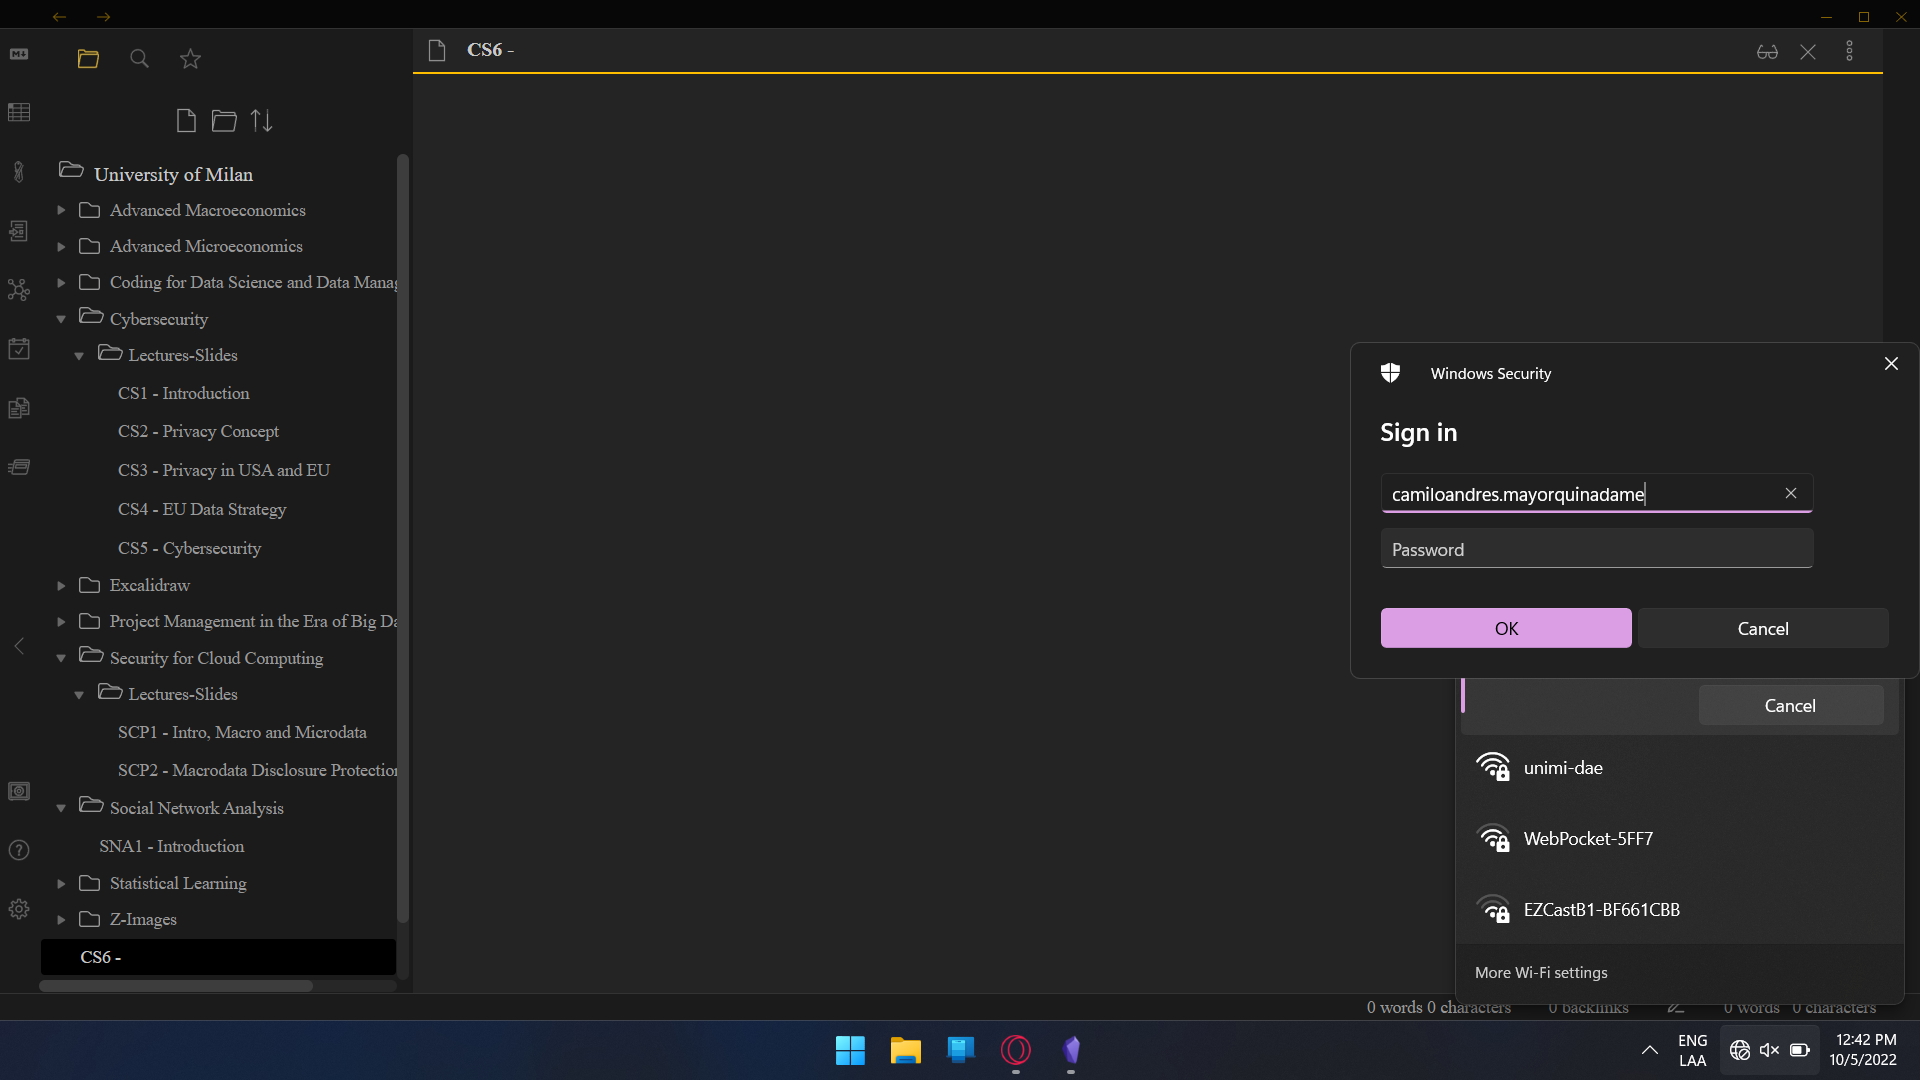 CS6 -
University of Milan
Advanced Macroeconomics
Advanced Microeconomics
Coding for Data Science and Data Manag
Cybersecurity
Lectures-Slides
CS1 - Introduction
CS2 - Privacy Concept
CS3 - Privacy in USA and EU
CS4 - EU Data Strategy
CS5 - Cybersecurity
Excalidraw
Project Management in the Era of Big Da
Security for Cloud Computing
Lectures-Slides
SCP1 - Intro, Macro and Microdata
SCP2 - Macrodata Disclosure Protection
Social Network Analysis
SNA1 - Introduction
Statistical Learning
Z-Images
CS6 -
Windows Security
Sign in
camiloandres.mayorquinadame
Password
OK Cancel
Cancel
unimi-dae
WebPocket-5FF7
EZCastB1-BF661CBB
More Wi-Fi settings
0 words 0 characters 0 backlinks 0 words 0 characters
ENG
LAA
12:42 PM
10/5/2022